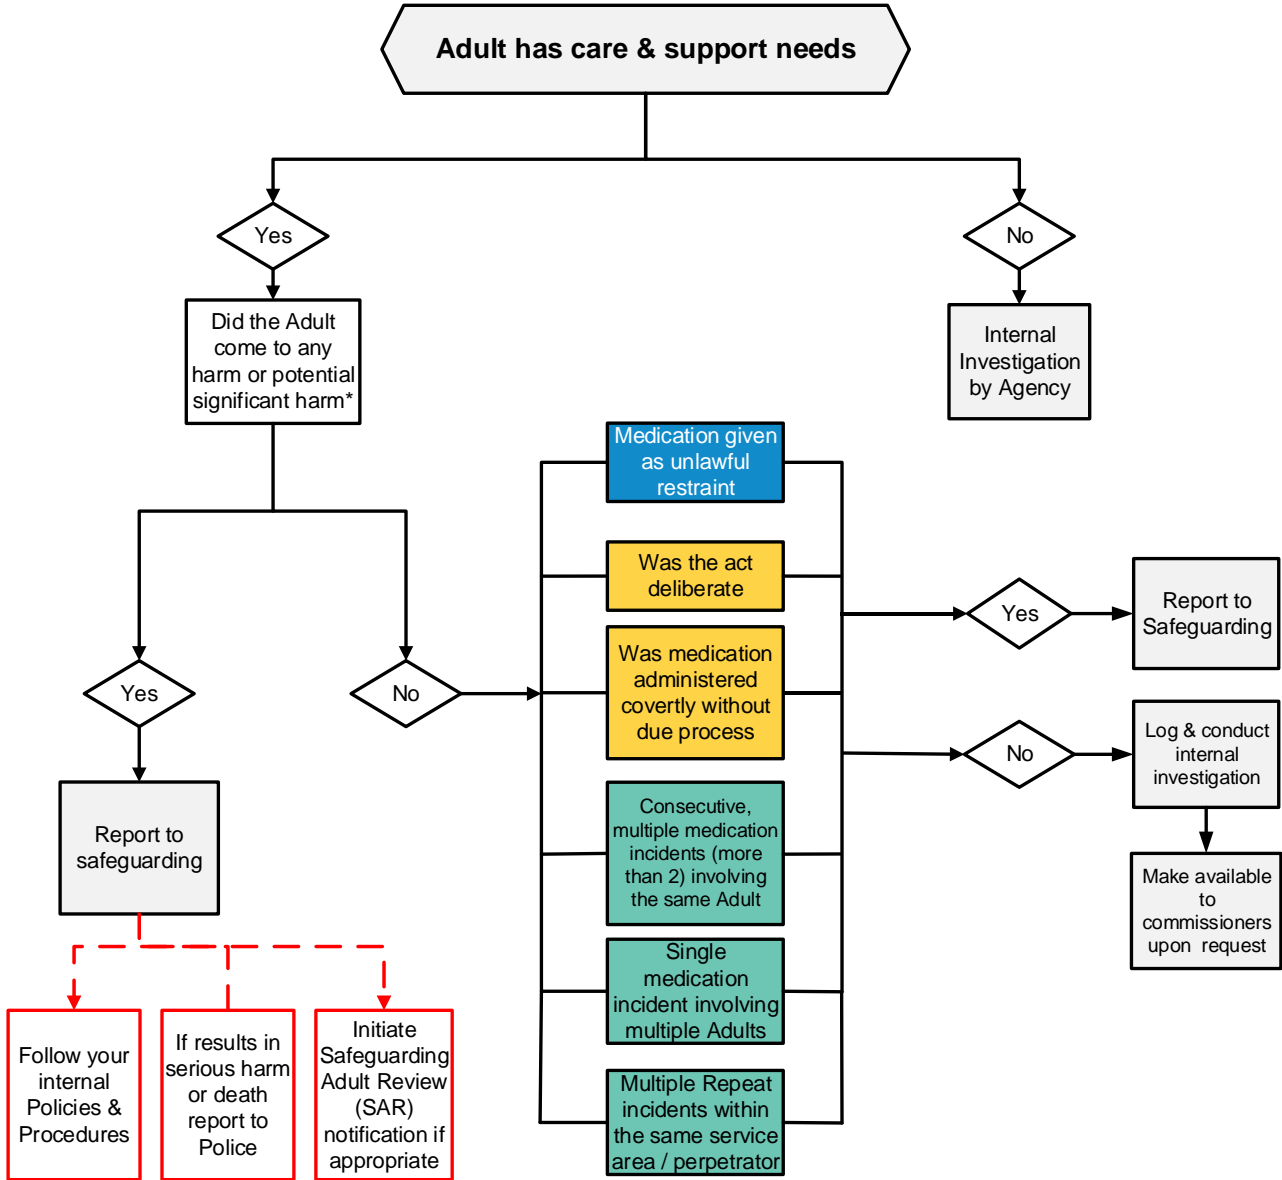 Adult has care & support needs
Yes
No
Did the Adult
come to any
harm or potential
significant harm*
Internal
Investigation
by Agency
Medication given
as unlawful
restraint
Was the act
deliberate
Was medication
administered
covertly without
due process
Consecutive,
multiple medication
incidents (more
than 2) involving
the same Adult
Single
medication
incident involving
multiple Adults
Multiple Repeat
incidents within
the same service
area / perpetrator
Yes
Report to
Safeguarding
No
Log & conduct
internal
investigation
Make available
to
commissioners
upon request
Yes
No
Report to
safeguarding
Follow your
internal
Policies &
Procedures
If results in
serious harm
or death
report to
Police
Initiate
Safeguarding
Adult Review
(SAR)
notification if
appropriate